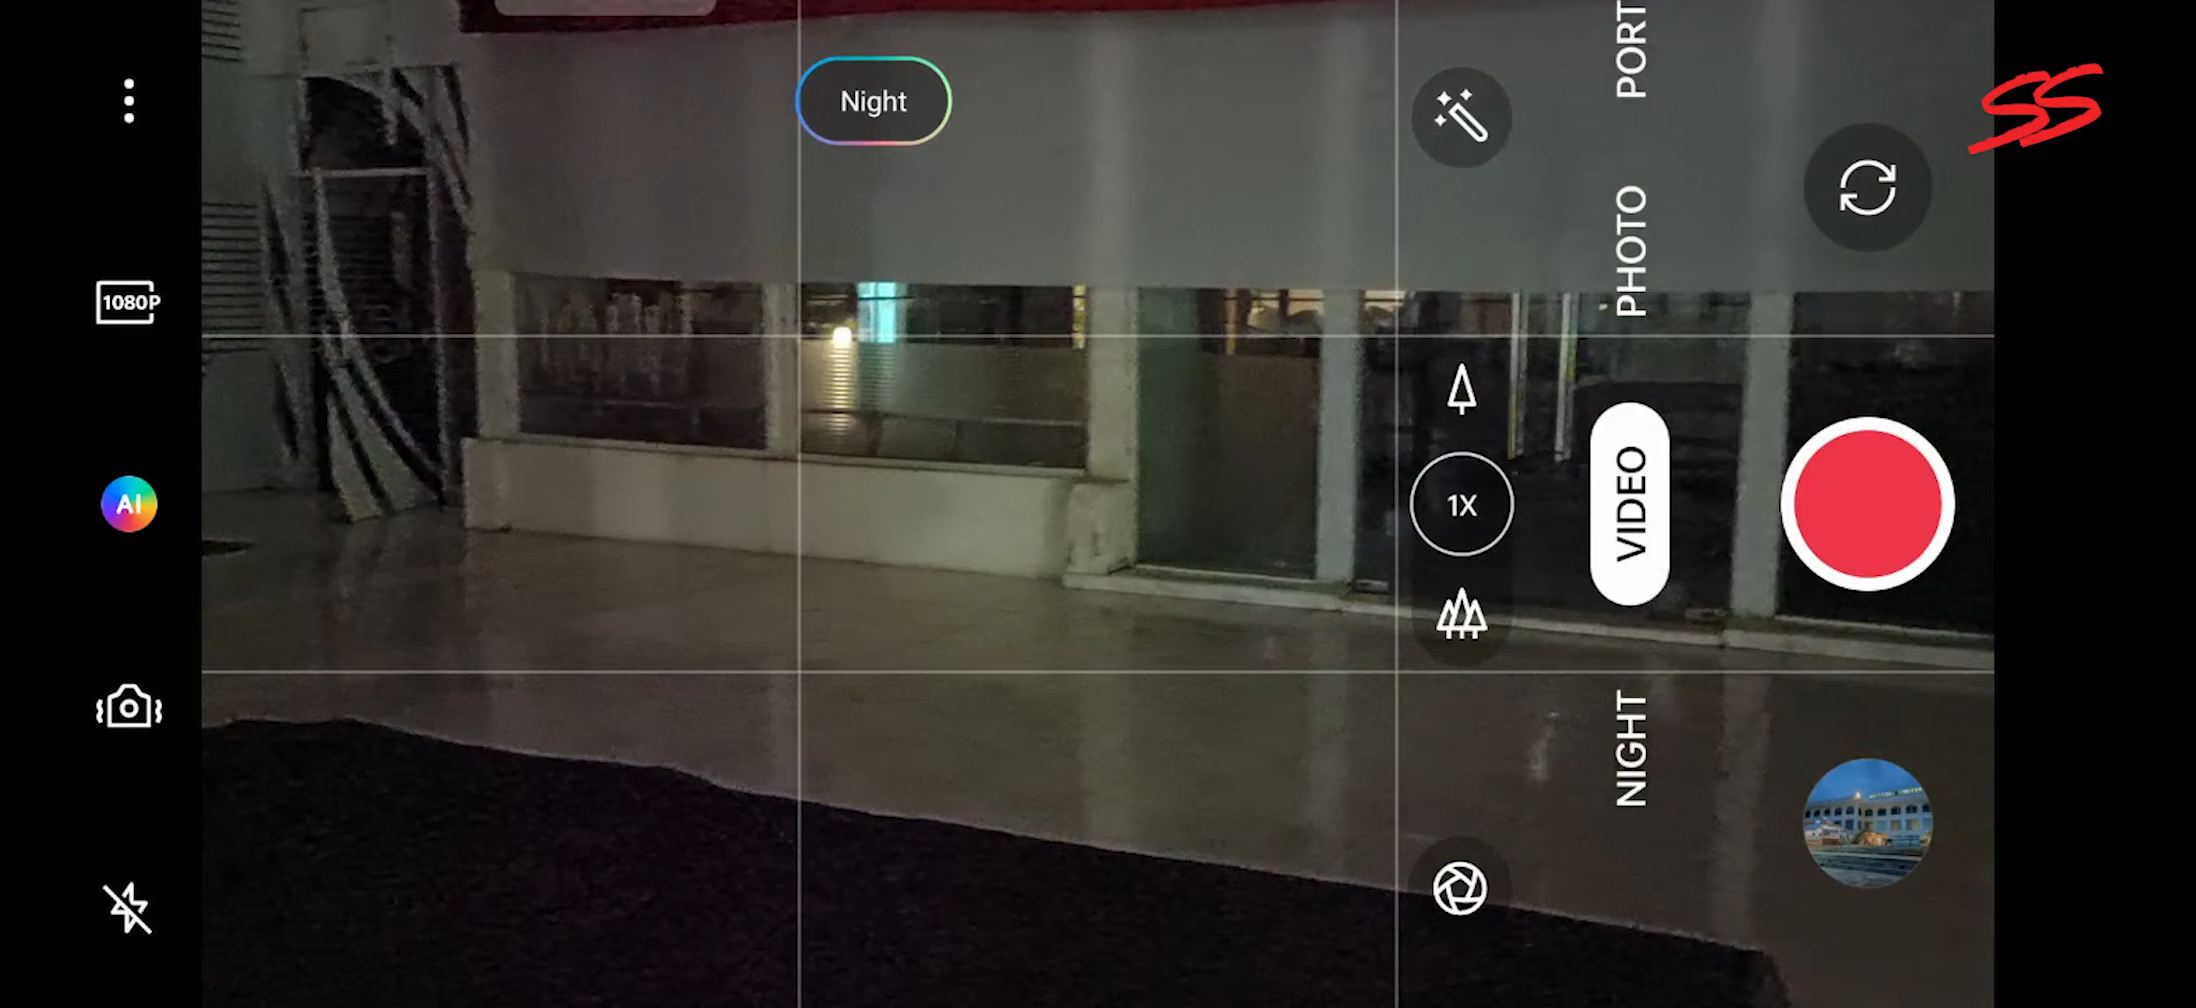 Night
1080P
AI
1X
PORT
PHOTO
VIDEO
NIGHT
SS